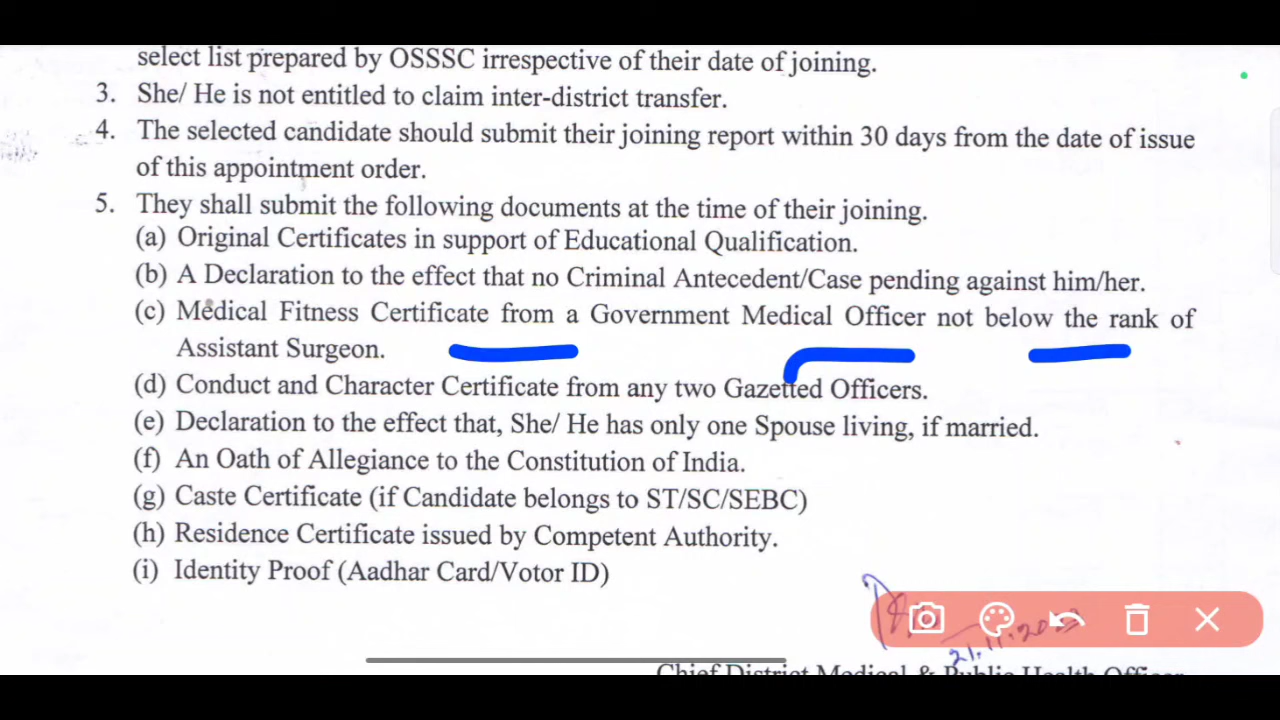 select list prepared by OSSSC irrespective of their date of joining.
3. She/ He is not entitled to claim inter-district transfer.
4. The selected candidate should submit their joining report within 30 days from the date of issue
of this appointment order.
5. They shall submit the following documents at the time of their joining.
(a) Original Certificates in support of Educational Qualification.
(b) A Declaration to the effect that no Criminal Antecedent/Case pending against him/her.
(c) Medical Fitness Certificate from a Government Medical Officer not below the rank of
Assistant Surgeon.
(d) Conduct and Character Certificate from any two Gazetted Officers.
(e) Declaration to the effect that, She/ He has only one Spouse living, if married.
(f) An Oath of Allegiance to the Constitution of India.
(g) Caste Certificate (if Candidate belongs to ST/SC/SEBC)
(h) Residence Certificate issued by Competent Authority.
(i) Identity Proof (Aadhar Card/Votor ID)
Chief District Medical & Public Health Officer